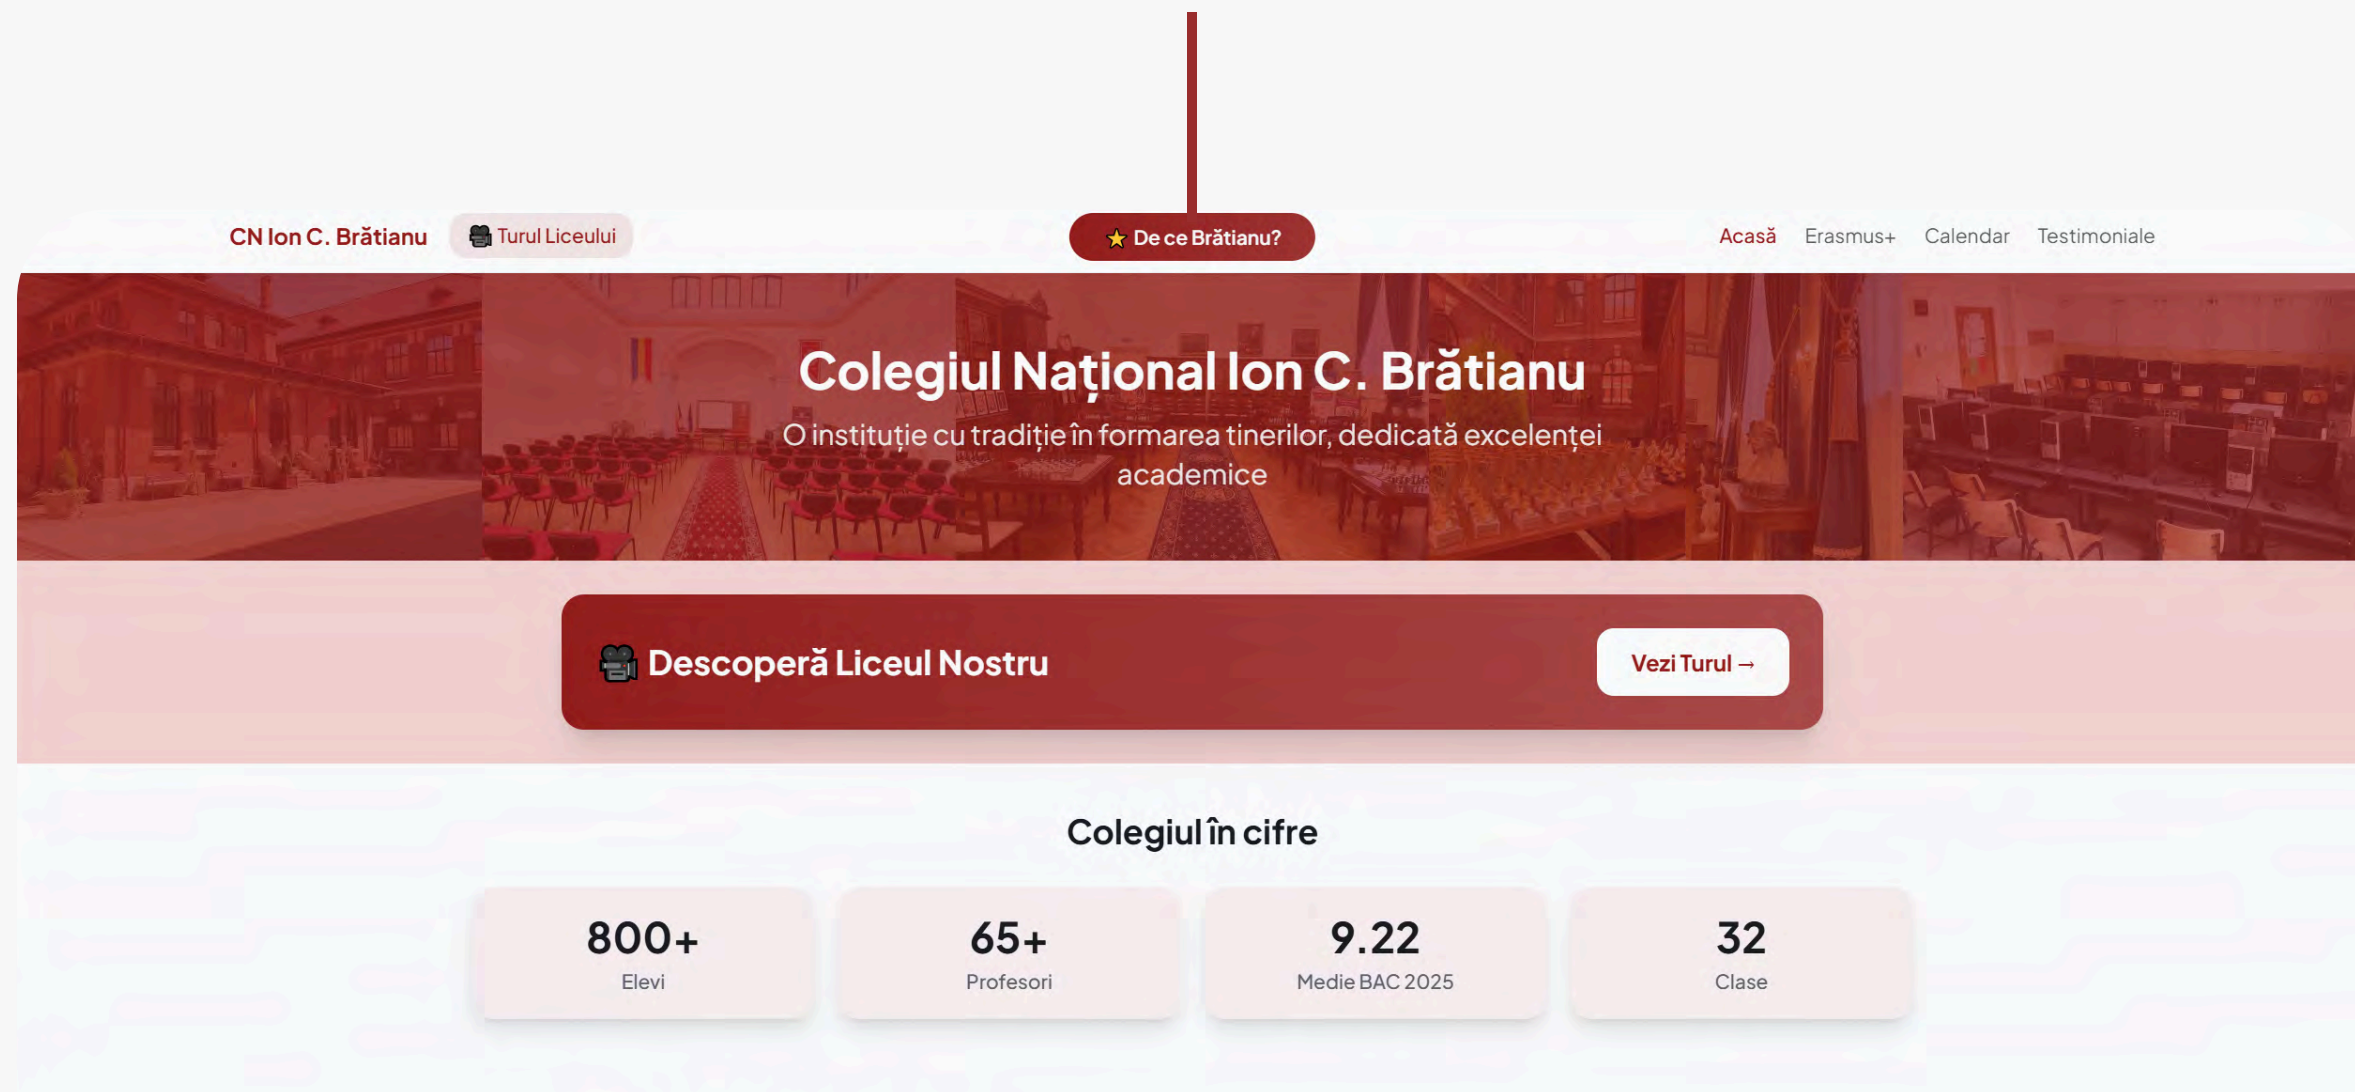 CN Ion C. Brătianu
Turul Liceului
De ce Brătianu?
Acasă
Erasmus+
Calendar
Testimoniale
Colegiul Național Ion C. Brătianu
O instituție cu tradiție în formarea tinerilor, dedicată excelenței
academice
Descoperă Liceul Nostru
Vezi Turul →
Colegiul în cifre
800+
Elevi
65+
Profesori
9.22
Medie BAC 2025
32
Clase